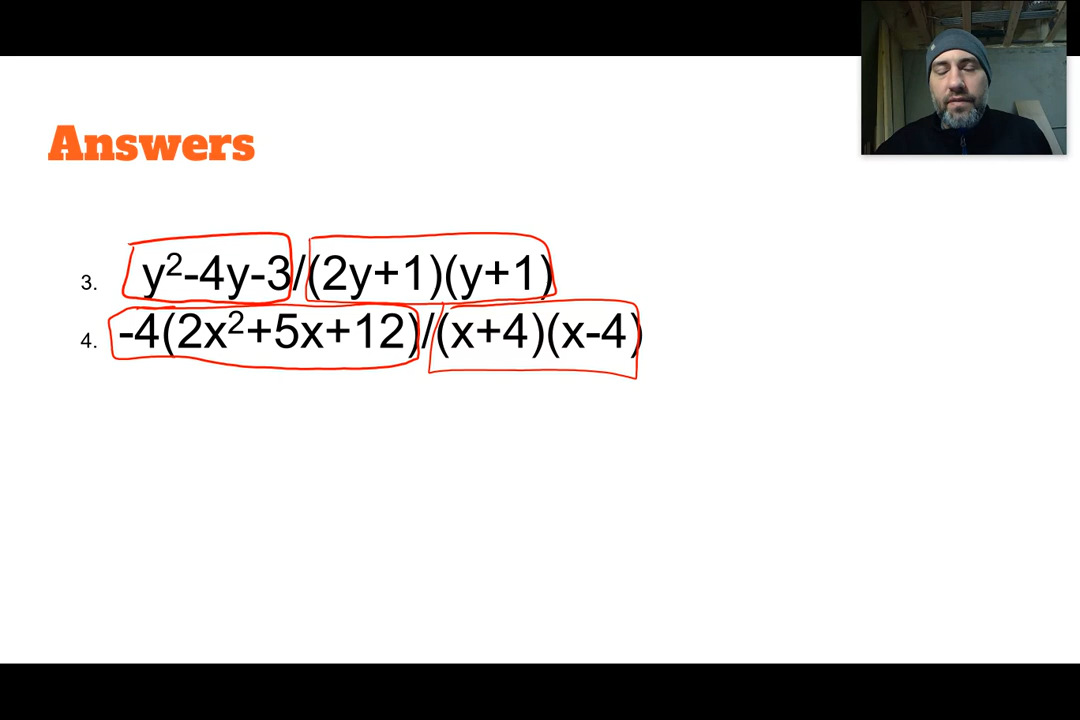 Answers
3. y²-4y-3/(2y+1)(y+1)
4. -4(2x²+5x+12)/(x+4)(x-4)